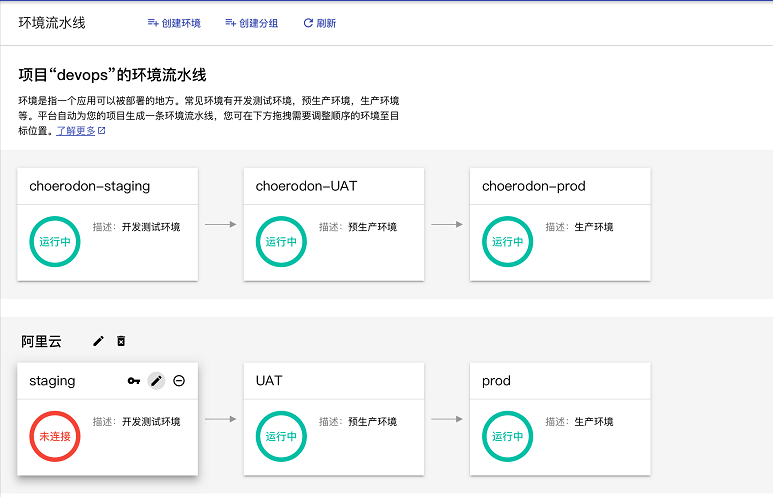 环境流水线 创建环境 创建分组 刷新
项目“devops”的环境流水线
环境是指一个应用可以被部署的地方。常见环境有开发测试环境，预生产环境，生产环境
等。平台自动为您的项目生成一条环境流水线，您可在下方拖拽需要调整顺序的环境至目
标位置。了解更多
choerodon-staging
运行中 描述：开发测试环境
choerodon-UAT
运行中 描述：预生产环境
choerodon-prod
运行中 描述：生产环境
阿里云
staging
未连接 描述：开发测试环境
UAT
运行中 描述：预生产环境
prod
运行中 描述：生产环境